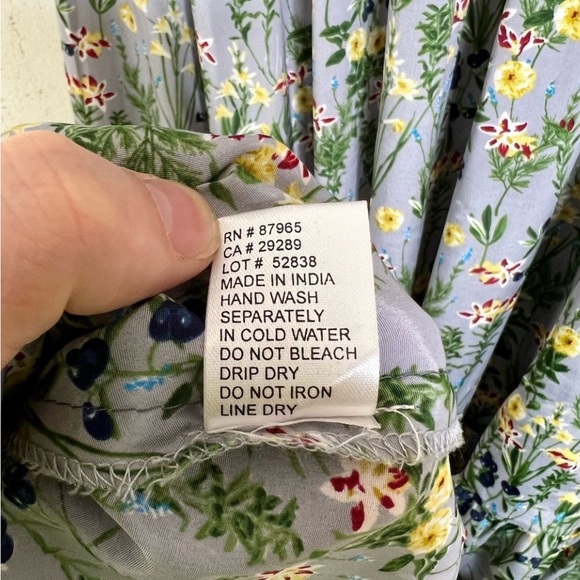 RN # 87965
CA # 29289
LOT # 52838
MADE IN INDIA
HAND WASH
SEPARATELY
IN COLD WATER
DO NOT BLEACH
DRIP DRY
DO NOT IRON
LINE DRY